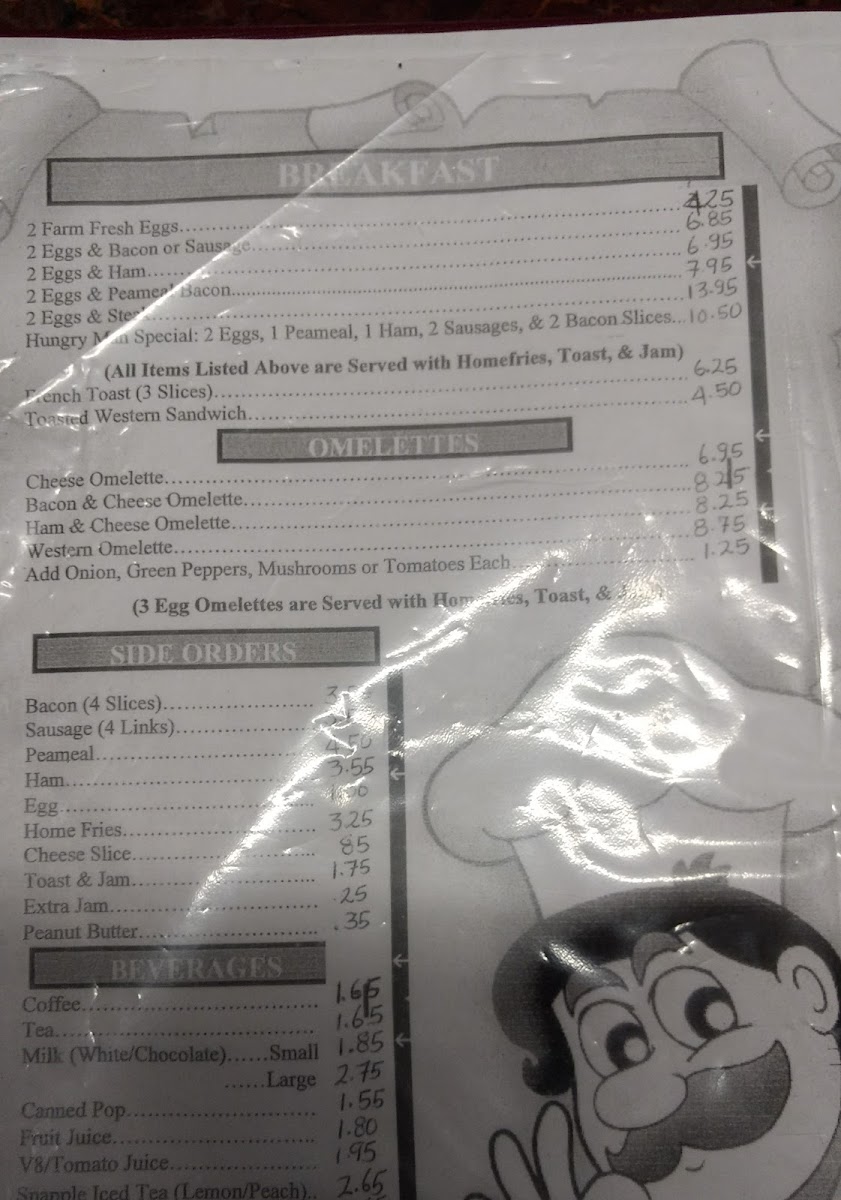 BREAKFAST
2 Farm Fresh Eggs.......... 4.25
2 Eggs & Bacon or Sausage.......... 6.85
2 Eggs & Ham.......... 6.95
2 Eggs & Peameal Bacon.......... 7.95
2 Eggs & Steak.......... 13.95
Hungry Man Special: 2 Eggs, 1 Peameal, 1 Ham, 2 Sausages, & 2 Bacon Slices... 10.50
(All Items Listed Above are Served with Homefries, Toast, & Jam)
French Toast (3 Slices).......... 6.25
Toasted Western Sandwich.......... 4.50
OMELETTES
Cheese Omelette.......... 6.95
Bacon & Cheese Omelette.......... 8.25
Ham & Cheese Omelette.......... 8.25
Western Omelette.......... 8.75
Add Onion, Green Peppers, Mushrooms or Tomatoes Each.......... 1.25
(3 Egg Omelettes are Served with Homefries, Toast, &
SIDE ORDERS
Bacon (4 Slices)..........
Sausage (4 Links)..........
Peameal.......... 4.50
Ham.......... 3.55
Egg..........
Home Fries.......... 3.25
Cheese Slice.......... 85
Toast & Jam.......... 1.75
Extra Jam.......... .25
Peanut Butter.......... .35
BEVERAGES
Coffee.......... 1.65
Tea.......... 1.65
Milk (White/Chocolate)......Small 1.85
......Large 2.75
Canned Pop.......... 1.55
Fruit Juice.......... 1.80
V8/Tomato Juice.......... 1.95
Snapple Iced Tea (Lemon/Peach).. 2.65